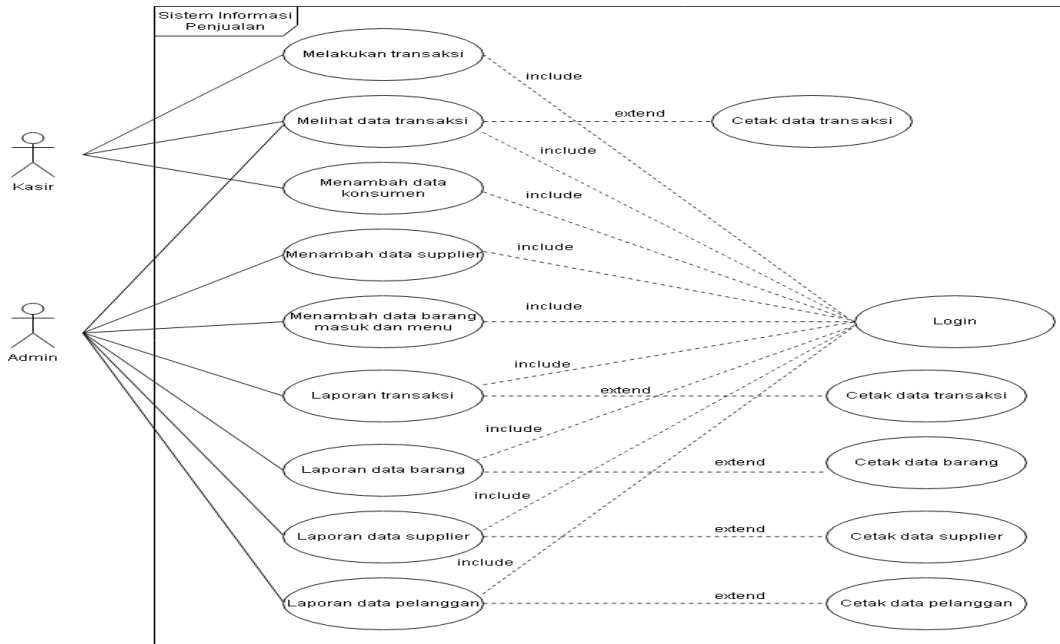 Sistem Informasi
Penjualan
Melakukan transaksi
include
Melihat data transaksi
extend
Cetak data transaksi
include
Kasir
Menambah data
konsumen
include
Menambah data supplier
include
Admin
Menambah data barang
masuk dan menu
include
Login
include
Laporan transaksi
extend
Cetak data transaksi
include
Laporan data barang
extend
Cetak data barang
include
Laporan data supplier
extend
Cetak data supplier
include
Laporan data pelanggan
extend
Cetak data pelanggan